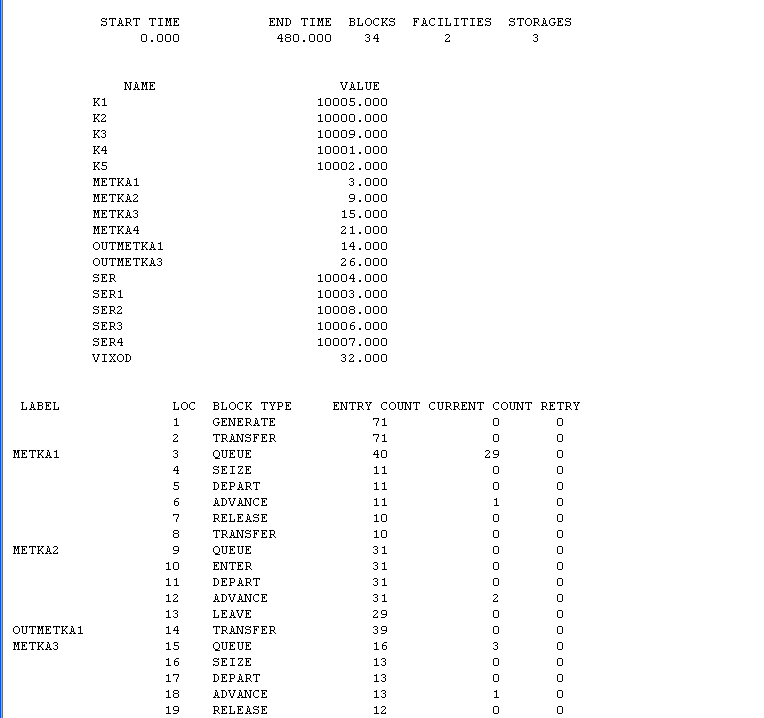 START TIME END TIME BLOCKS FACILITIES STORAGES
0.000 480.000 34 2 3
NAME VALUE
K1 10005.000
K2 10000.000
K3 10009.000
K4 10001.000
K5 10002.000
METKA1 3.000
METKA2 9.000
METKA3 15.000
METKA4 21.000
OUTMETKA1 14.000
OUTMETKA3 26.000
SER 10004.000
SER1 10003.000
SER2 10008.000
SER3 10006.000
SER4 10007.000
VIXOD 32.000
LABEL LOC BLOCK TYPE ENTRY COUNT CURRENT COUNT RETRY
1 GENERATE 71 0 0
2 TRANSFER 71 0 0
METKA1 3 QUEUE 40 29 0
4 SEIZE 11 0 0
5 DEPART 11 0 0
6 ADVANCE 11 1 0
7 RELEASE 10 0 0
8 TRANSFER 10 0 0
METKA2 9 QUEUE 31 0 0
10 ENTER 31 0 0
11 DEPART 31 0 0
12 ADVANCE 31 2 0
13 LEAVE 29 0 0
OUTMETKA1 14 TRANSFER 39 0 0
METKA3 15 QUEUE 16 3 0
16 SEIZE 13 0 0
17 DEPART 13 0 0
18 ADVANCE 13 1 0
19 RELEASE 12 0 0